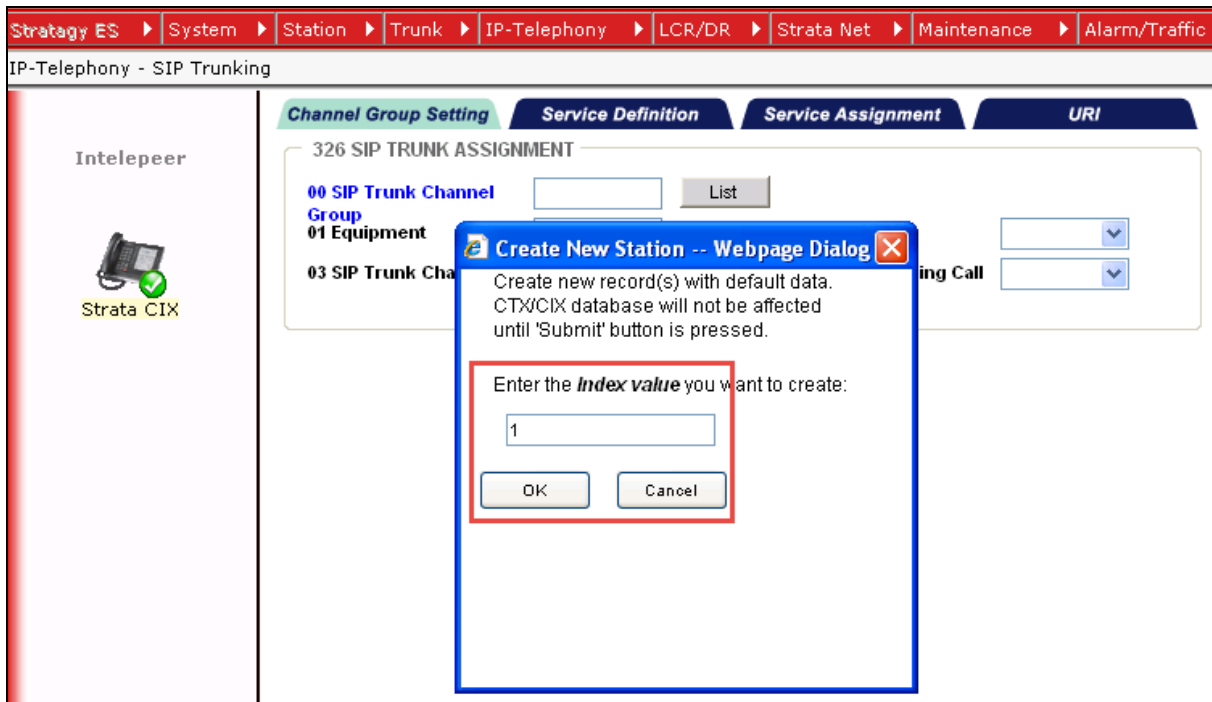 Stratagy ES System Station Trunk IP-Telephony LCR/DR Strata Net Maintenance Alarm/Traffic
IP-Telephony - SIP Trunking
Channel Group Setting Service Definition Service Assignment URI
Intelepeer
Strata CIX
326 SIP TRUNK ASSIGNMENT
00 SIP Trunk Channel
Group
List
01 Equipment
03 SIP Trunk Cha
ing Call
Create New Station -- Webpage Dialog
Create new record(s) with default data.
CTX/CIX database will not be affected
until 'Submit' button is pressed.
Enter the Index value you want to create:
1
OK Cancel